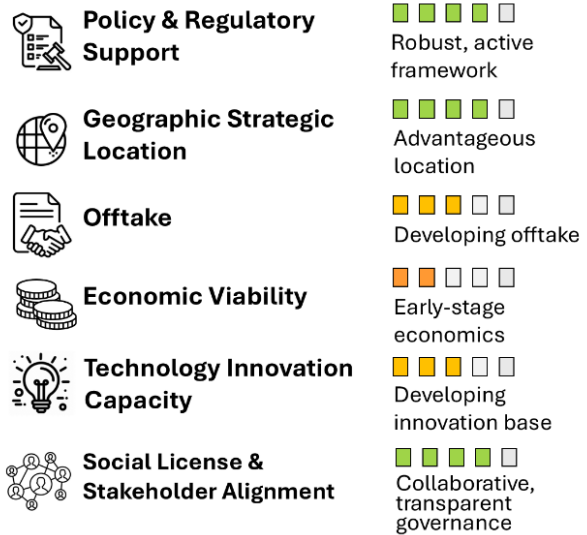 Policy & Regulatory
Support
Robust, active
framework
Geographic Strategic
Location
Advantageous
location
Offtake
Developing offtake
Economic Viability
Early-stage
economics
Technology Innovation
Capacity
Developing
innovation base
Social License &
Stakeholder Alignment
Collaborative,
transparent
governance